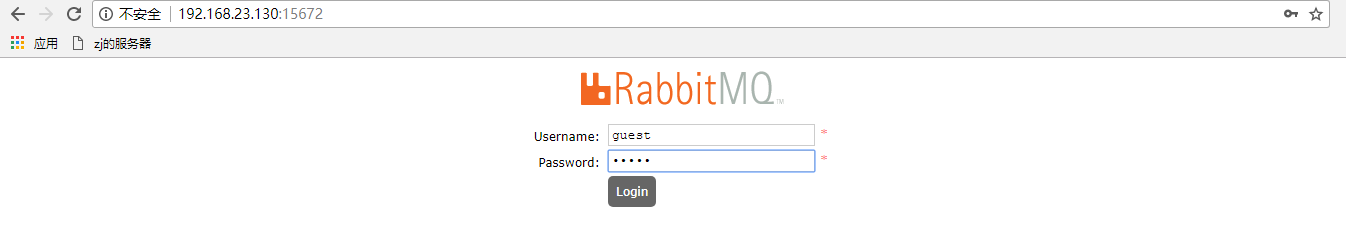 不安全 192.168.23.130:15672
应用 zj的服务器
RabbitMQ TM
Username: guest *
Password: ••••• *
Login